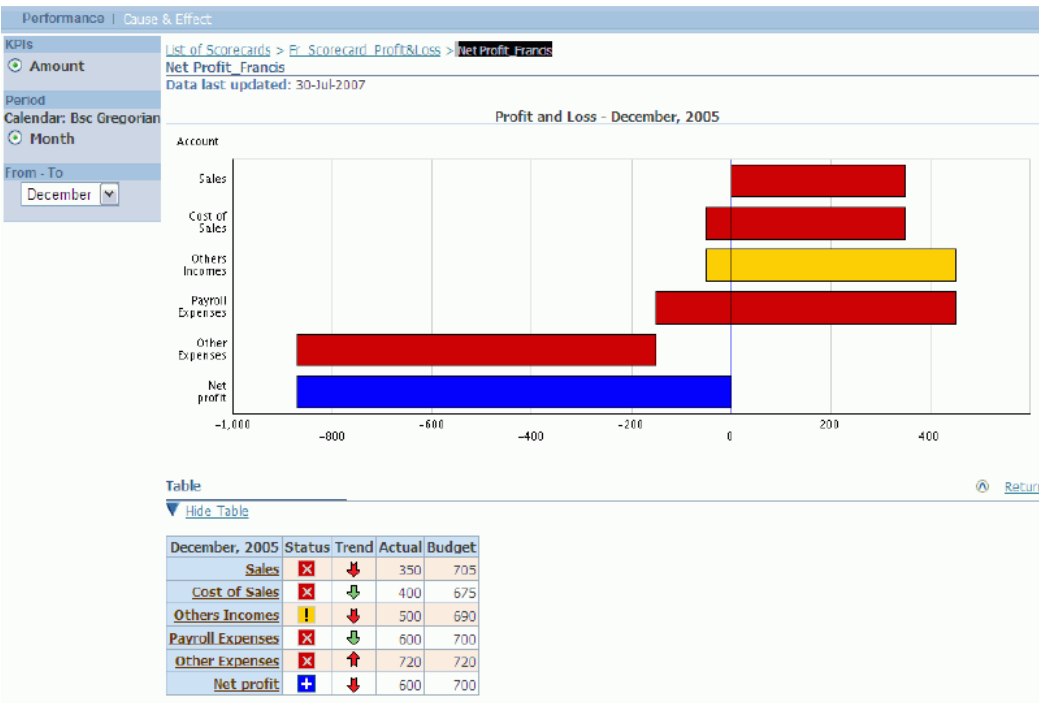 Performance | Cause & Effect
KPIs
Amount
Period
Calendar: Bsc Gregorian
Month
From - To
December
List of Scorecards > Fr_Scorecard_Profit&Loss > Net Profit_Francis
Net Profit_Francis
Data last updated: 30-Jul-2007
Profit and Loss - December, 2005
Account
Sales
Cost of
Sales
Others
Incomes
Payroll
Expenses
Other
Expenses
Net
profit
-1,000 -800 -600 -400 -200 0 200 400
Table
Return
Hide Table
December, 2005 Status Trend Actual Budget
Sales 350 705
Cost of Sales 400 675
Others Incomes ! 500 690
Payroll Expenses 600 700
Other Expenses 720 720
Net profit 600 700